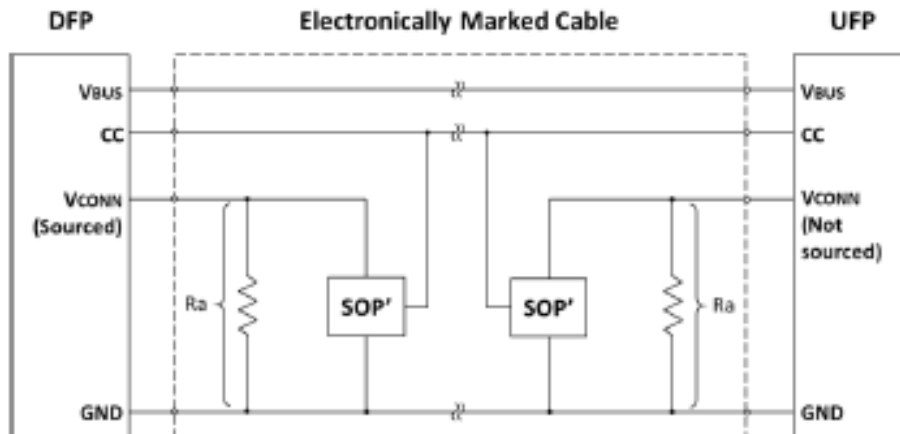 DFP
Electronically Marked Cable
UFP
VBUS
VBUS
CC
CC
VCONN
(Sourced)
VCONN
(Not
sourced)
Ra
SOP'
SOP'
Ra
GND
GND